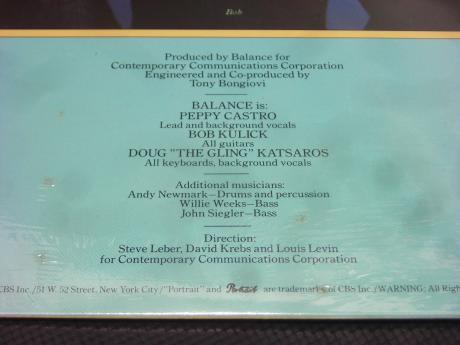 Bob
Produced by Balance for
Contemporary Communications Corporation
Engineered and Co-produced by
Tony Bongiovi
BALANCE is:
PEPPY CASTRO
Lead and background vocals
BOB KULICK
All guitars
DOUG "THE GLING" KATSAROS
All keyboards, background vocals
Additional musicians:
Andy Newmark—Drums and percussion
Willie Weeks—Bass
John Siegler—Bass
Direction:
Steve Leber, David Krebs and Louis Levin
for Contemporary Communications Corporation
CBS Inc./51 W. 52 Street, New York City/"Portrait" and Portrait are trademarks of CBS Inc./WARNING: All Righ